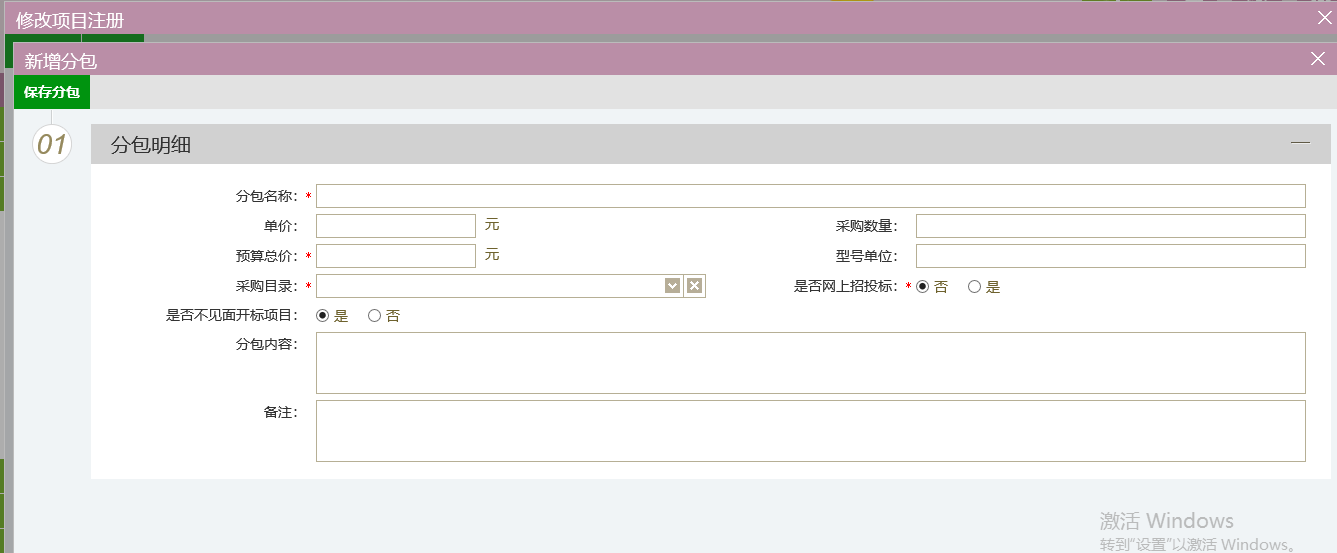 修改项目注册
新增分包
保存分包
01 分包明细
分包名称：*
单价： 元 采购数量：
预算总价：* 元 型号单位：
采购目录：* 是否网上招投标：* 否 是
是否不见面开标项目： 是 否
分包内容：
备注：
激活 Windows
转到"设置"以激活 Windows。